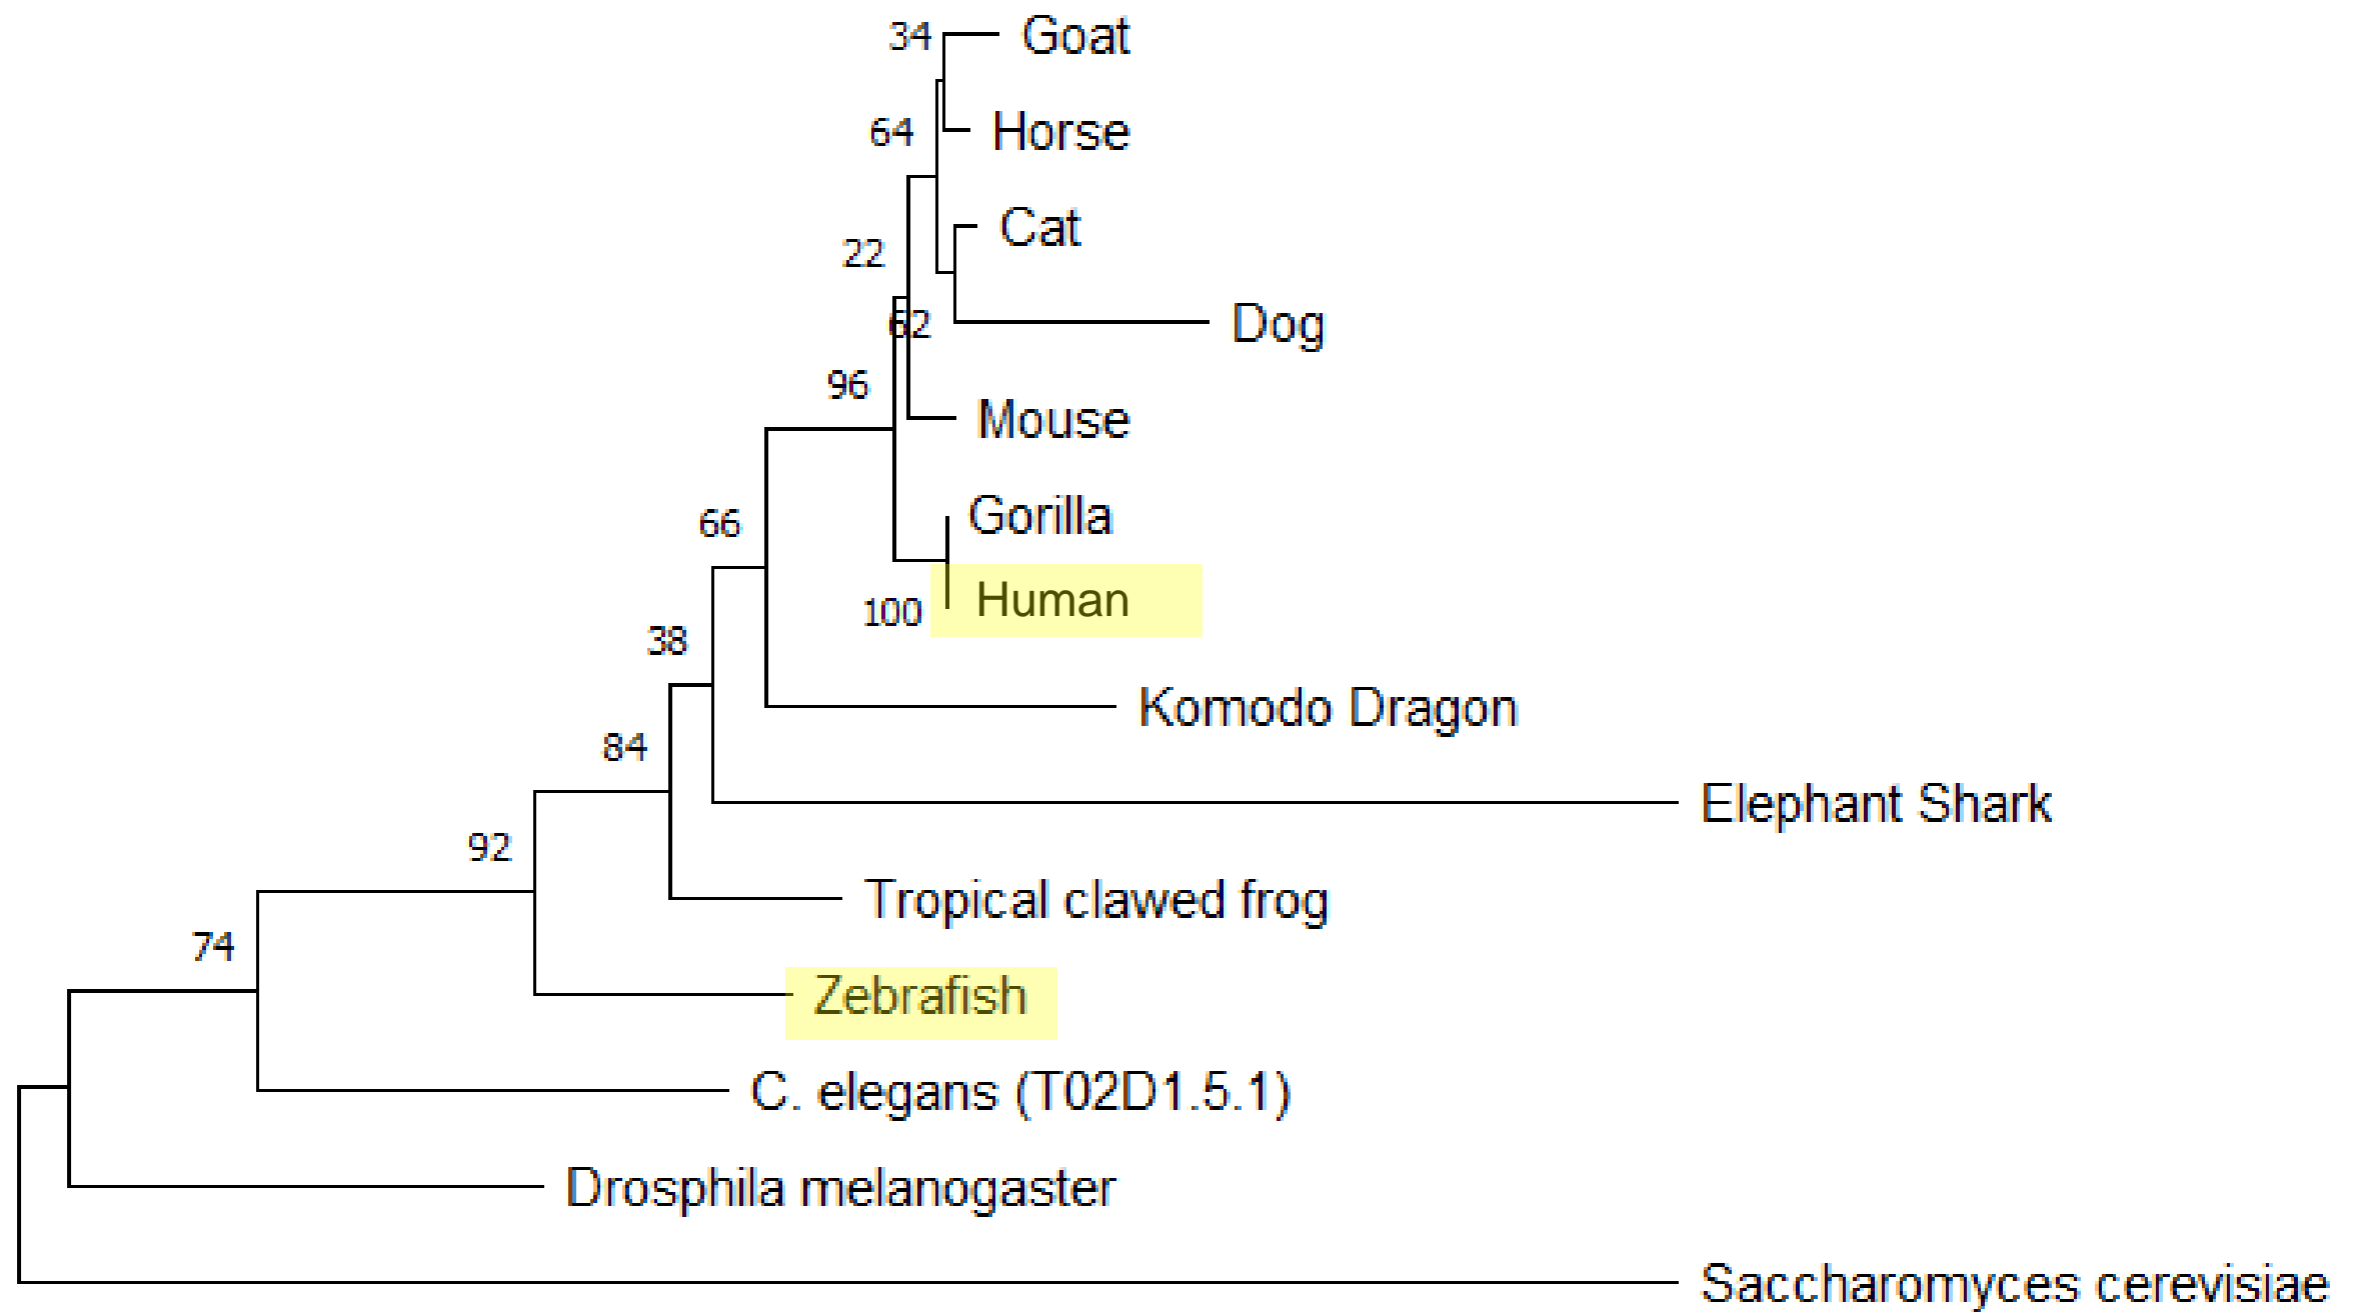 34 Goat
64 Horse
Cat
22
62 Dog
96
Mouse
66 Gorilla
100 Human
38
Komodo Dragon
84
Elephant Shark
92
Tropical clawed frog
74
Zebrafish
C. elegans (T02D1.5.1)
Drosphila melanogaster
Saccharomyces cerevisiae